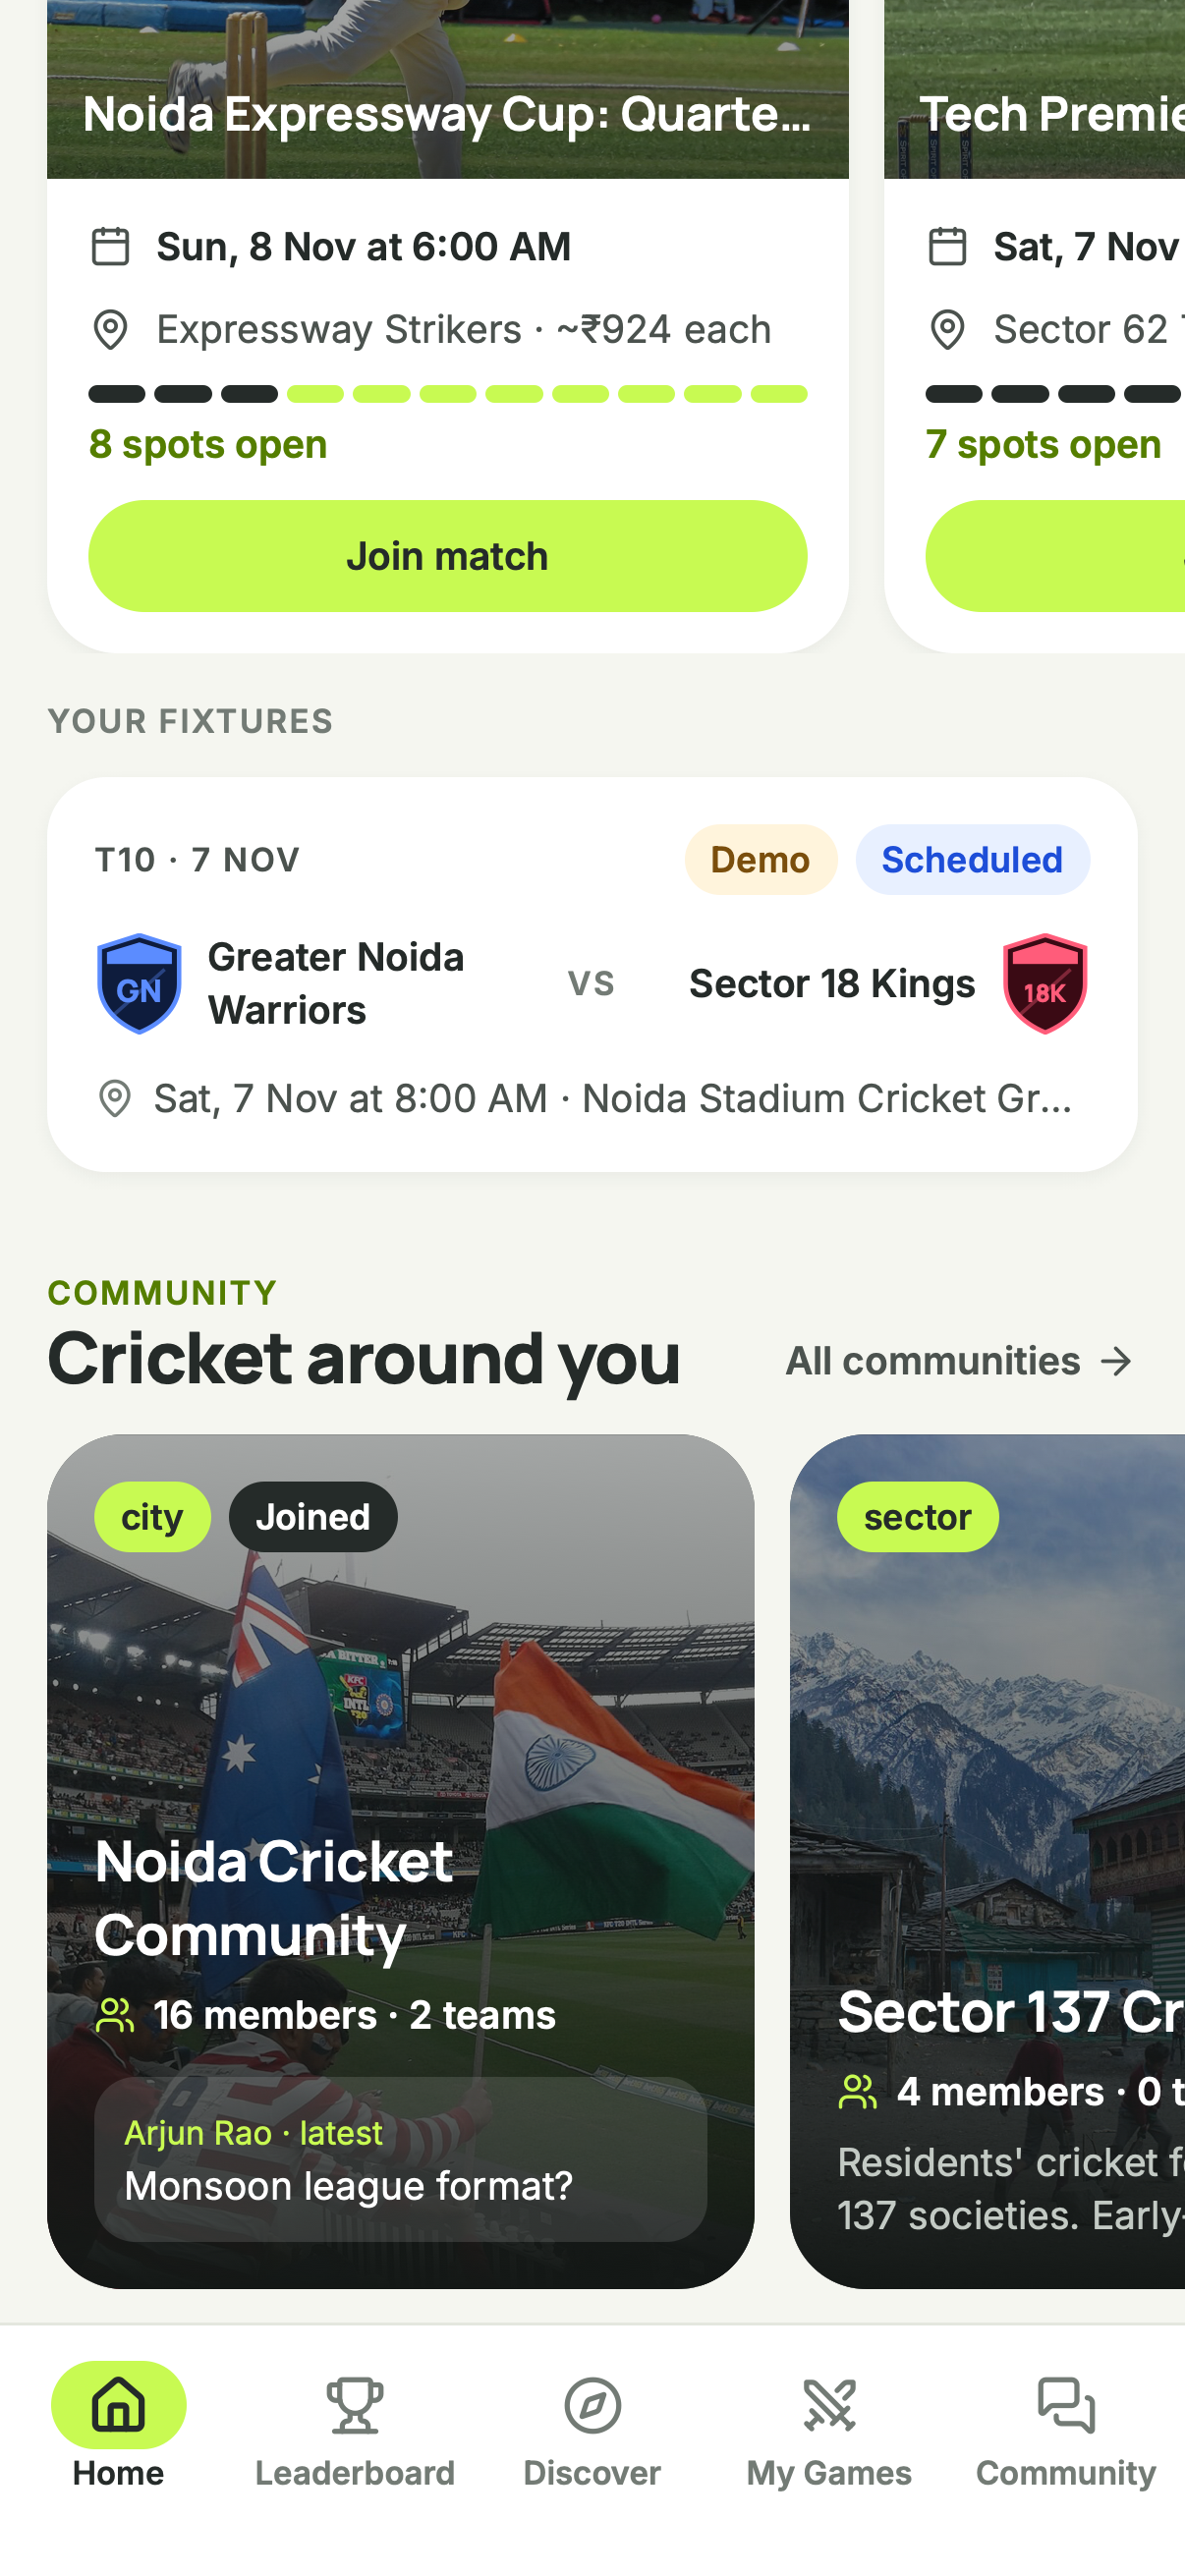 Noida Expressway Cup: Quarte...
Tech Premie
Sun, 8 Nov at 6:00 AM
Sat, 7 Nov
Expressway Strikers · ~₹924 each
Sector 62
8 spots open
7 spots open
Join match
YOUR FIXTURES
T10 · 7 NOV
Demo
Scheduled
GN
Greater Noida
Warriors
VS
Sector 18 Kings
18K
Sat, 7 Nov at 8:00 AM · Noida Stadium Cricket Gr...
COMMUNITY
Cricket around you
All communities →
city
Joined
sector
A BITTER
KFC
INTL
T20
Noida Cricket
Community
16 members · 2 teams
Arjun Rao · latest
Monsoon league format?
Sector 137 Cr
4 members · 0 t
Residents' cricket f
137 societies. Early-
Home
Leaderboard
Discover
My Games
Community